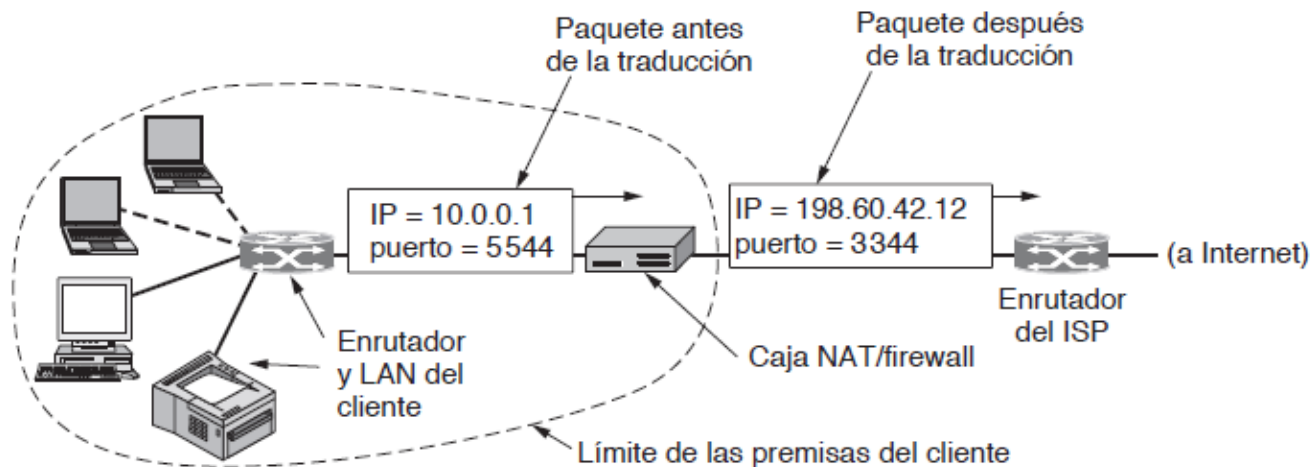 Paquete antes
de la traducción
Paquete después
de la traducción
IP = 10.0.0.1
puerto = 5544
IP = 198.60.42.12
puerto = 3344
(a Internet)
Enrutador
del ISP
Enrutador
y LAN del
cliente
Caja NAT/firewall
Límite de las premisas del cliente